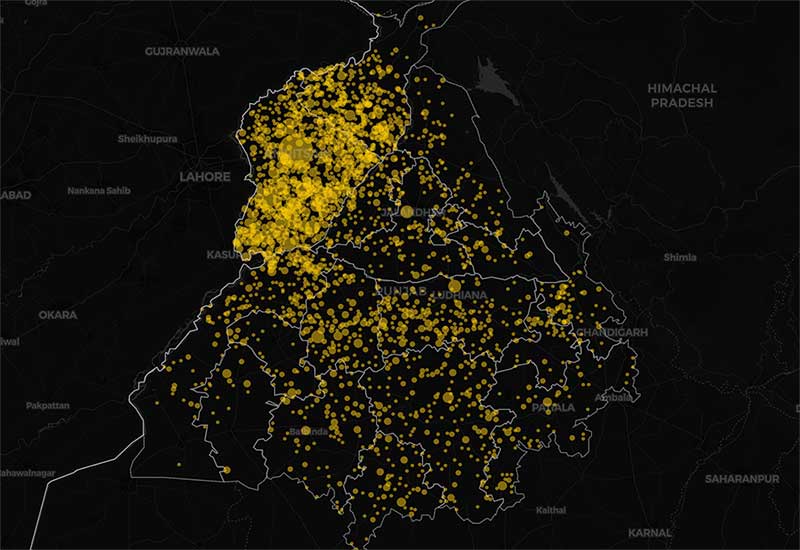 GUJRANWALA
HIMACHAL
PRADESH
Sheikhupura
LAHORE
Nankana Sahib
ABAD
JALANDHAR
KASUR
Shimla
PUNJAB
LUDHIANA
OKARA
CHANDIGARH
iwal
Pakpattan
PATIALA
Ambala
Bathinda
ahawalnagar
SAHARANPUR
Kaithal
KARNAL